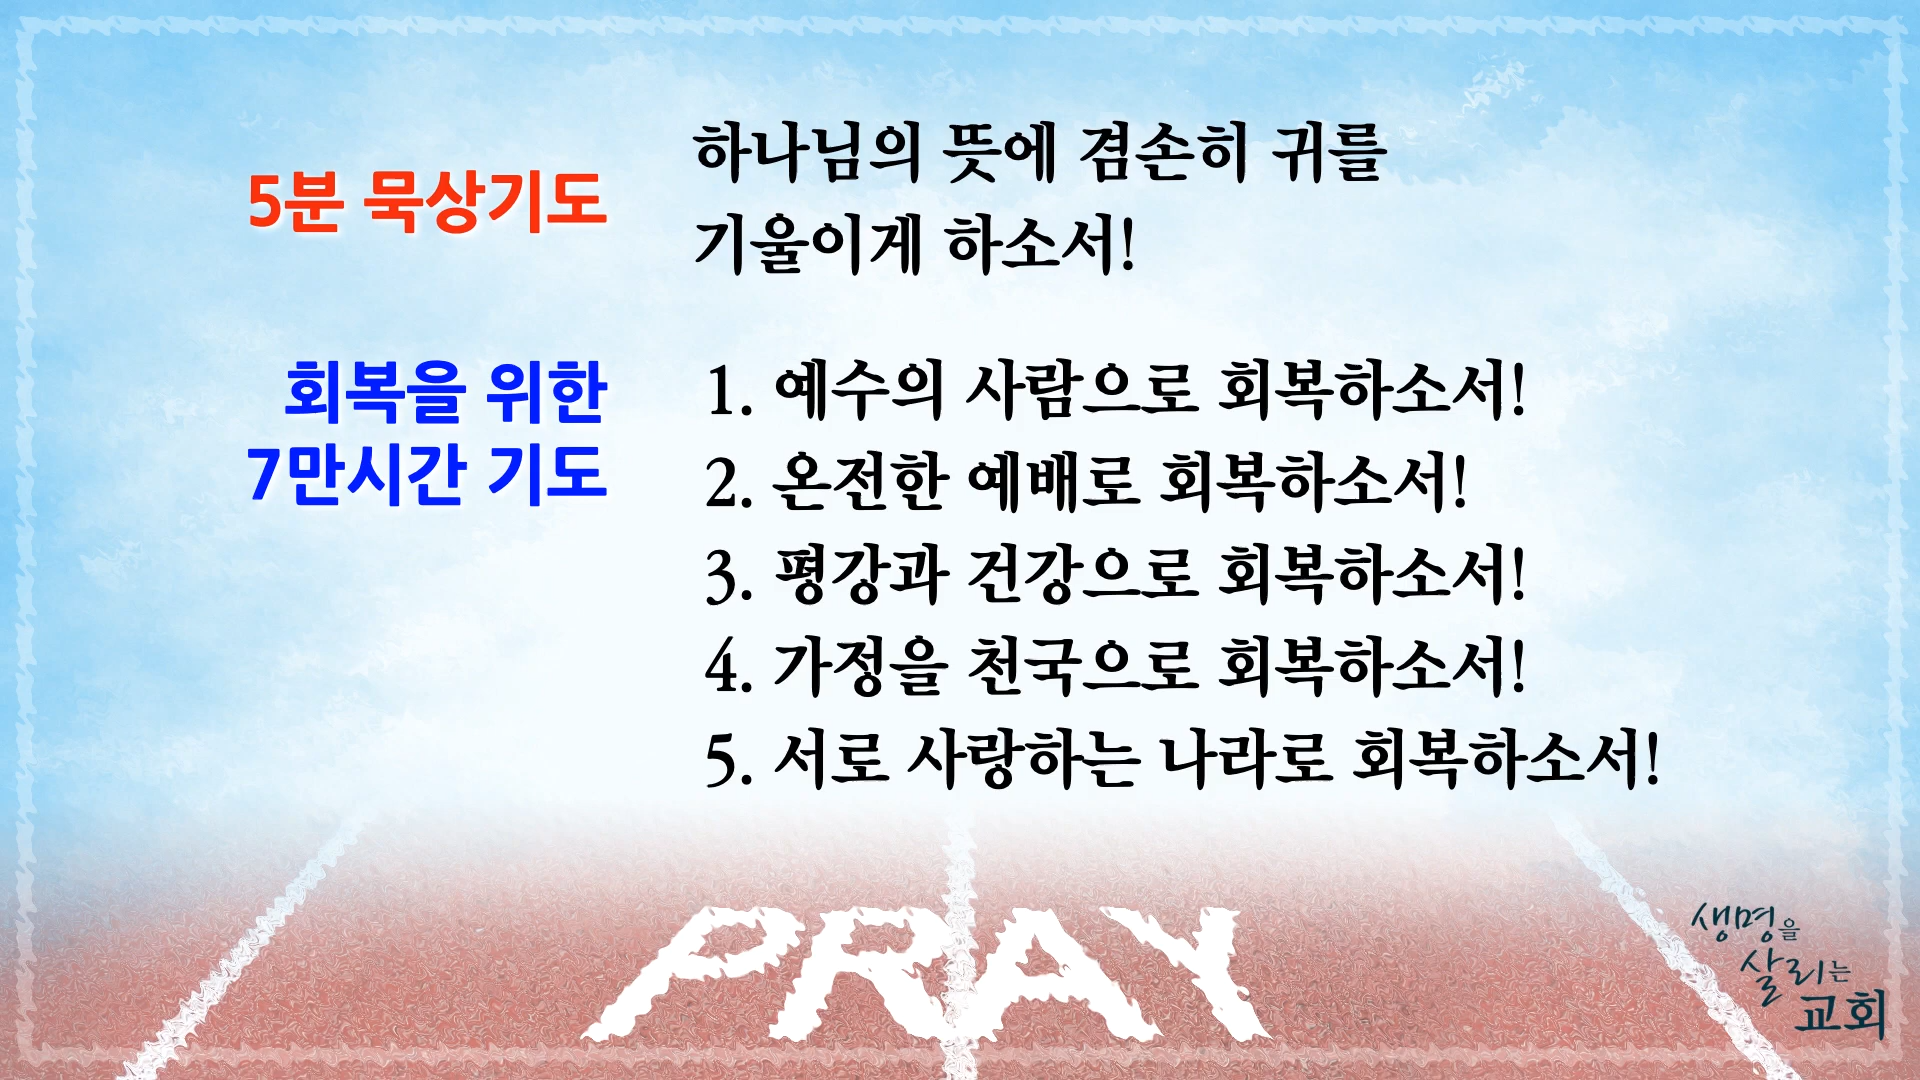 5분 묵상기도
하나님의 뜻에 겸손히 귀를
기울이게 하소서!
회복을 위한
7만시간 기도
1. 예수의 사람으로 회복하소서!
2. 온전한 예배로 회복하소서!
3. 평강과 건강으로 회복하소서!
4. 가정을 천국으로 회복하소서!
5. 서로 사랑하는 나라로 회복하소서!
PRAY
생명을
살리는
교회